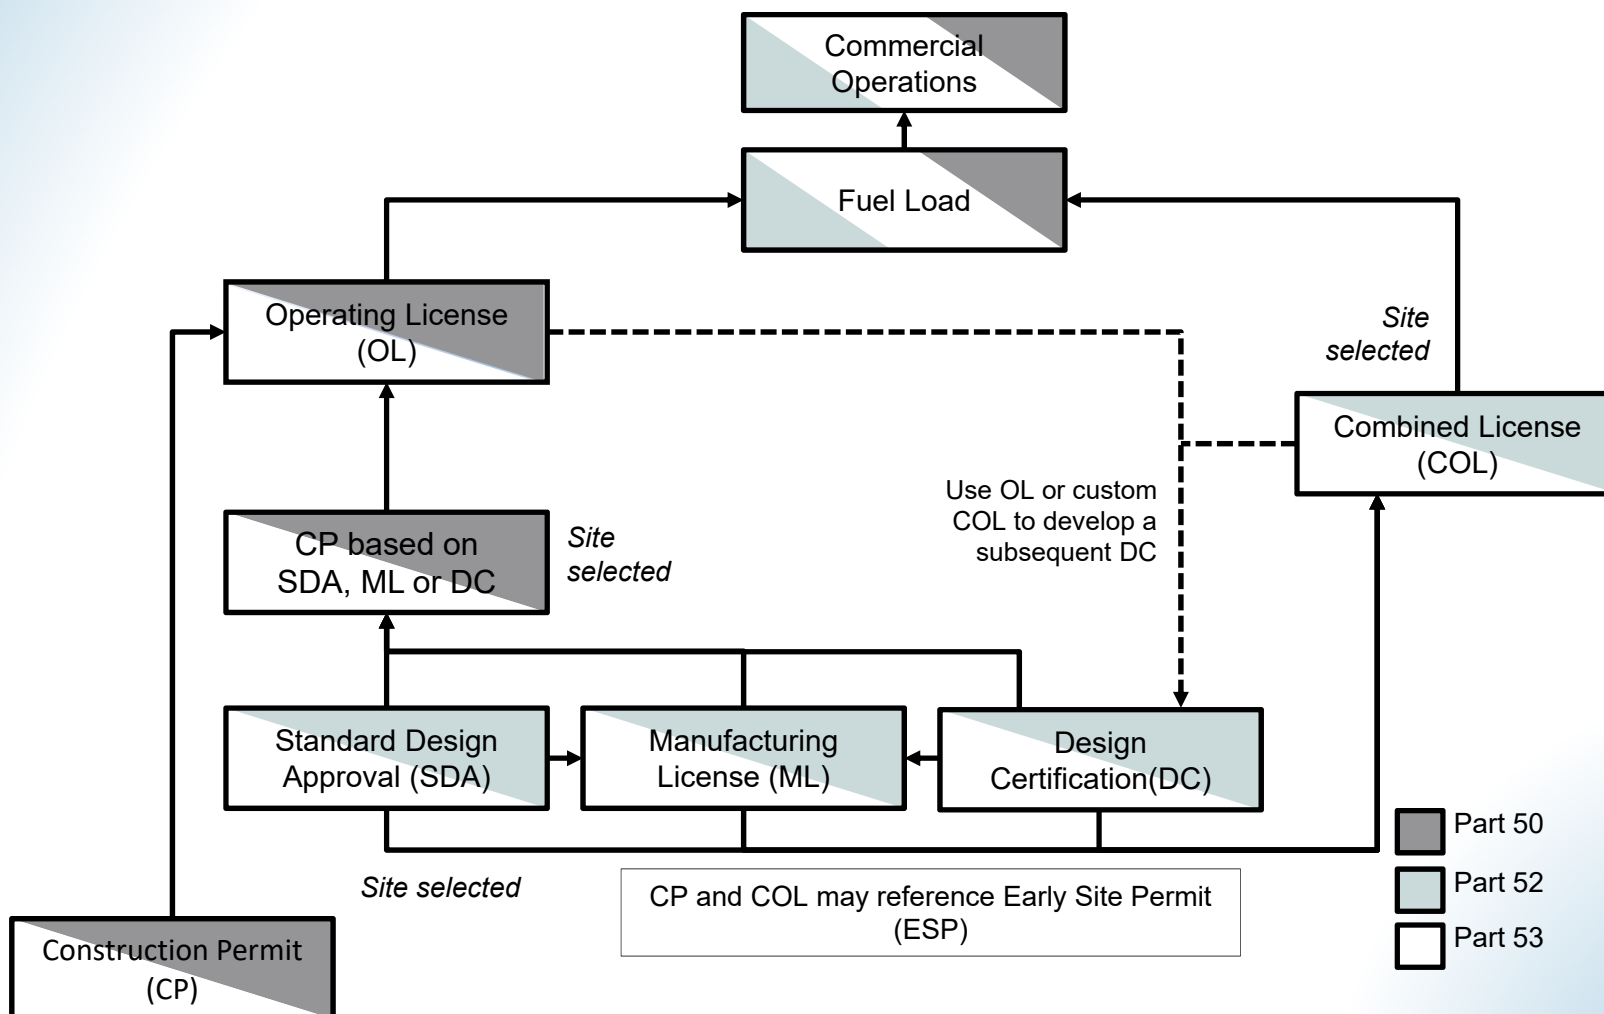 Commercial
Operations
Fuel Load
Operating License
(OL)
Site
selected
Combined License
(COL)
Use OL or custom
COL to develop a
subsequent DC
CP based on
SDA, ML or DC
Site
selected
Standard Design
Approval (SDA)
Manufacturing
License (ML)
Design
Certification(DC)
Part 50
Part 52
Part 53
Site selected
CP and COL may reference Early Site Permit
(ESP)
Construction Permit
(CP)